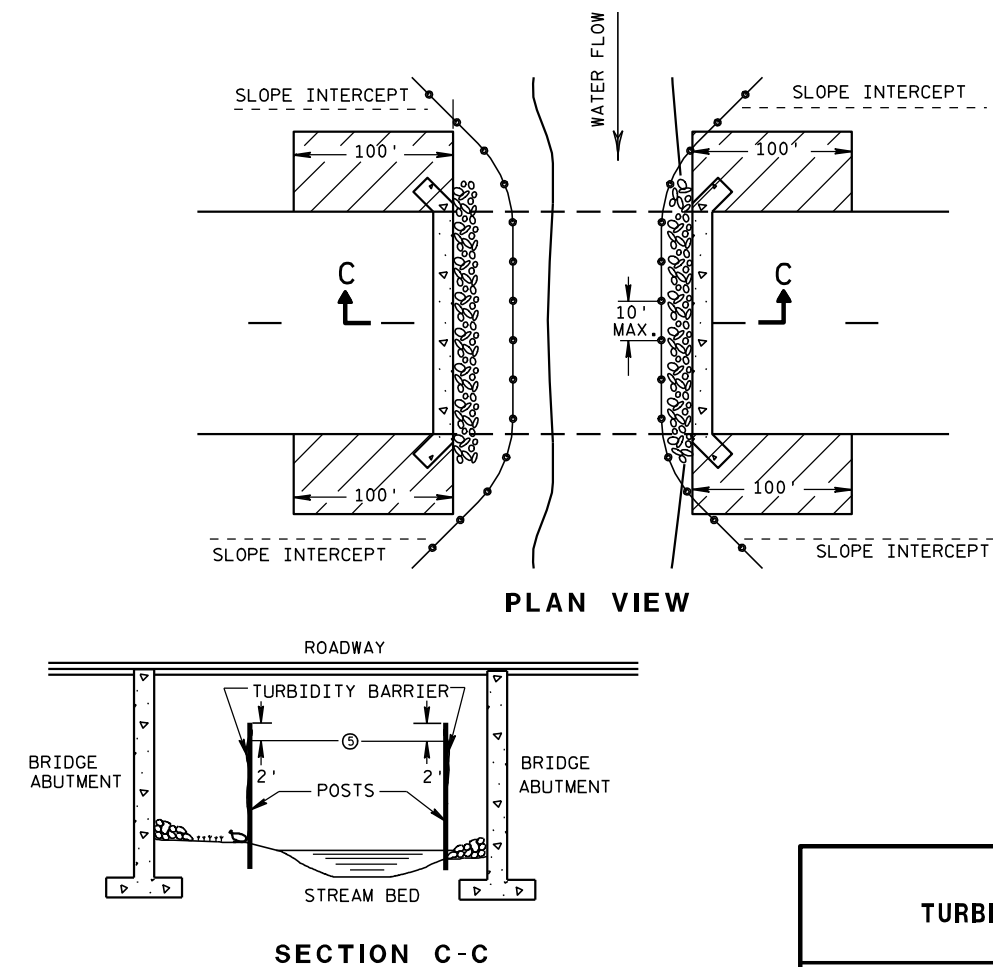 WATER FLOW
SLOPE INTERCEPT
SLOPE INTERCEPT
100'
100'
C
C
10'
MAX.
100'
100'
SLOPE INTERCEPT
SLOPE INTERCEPT
PLAN VIEW
ROADWAY
TURBIDITY BARRIER
5
2'
2'
BRIDGE
ABUTMENT
BRIDGE
ABUTMENT
POSTS
STREAM BED
SECTION C-C
TURBI